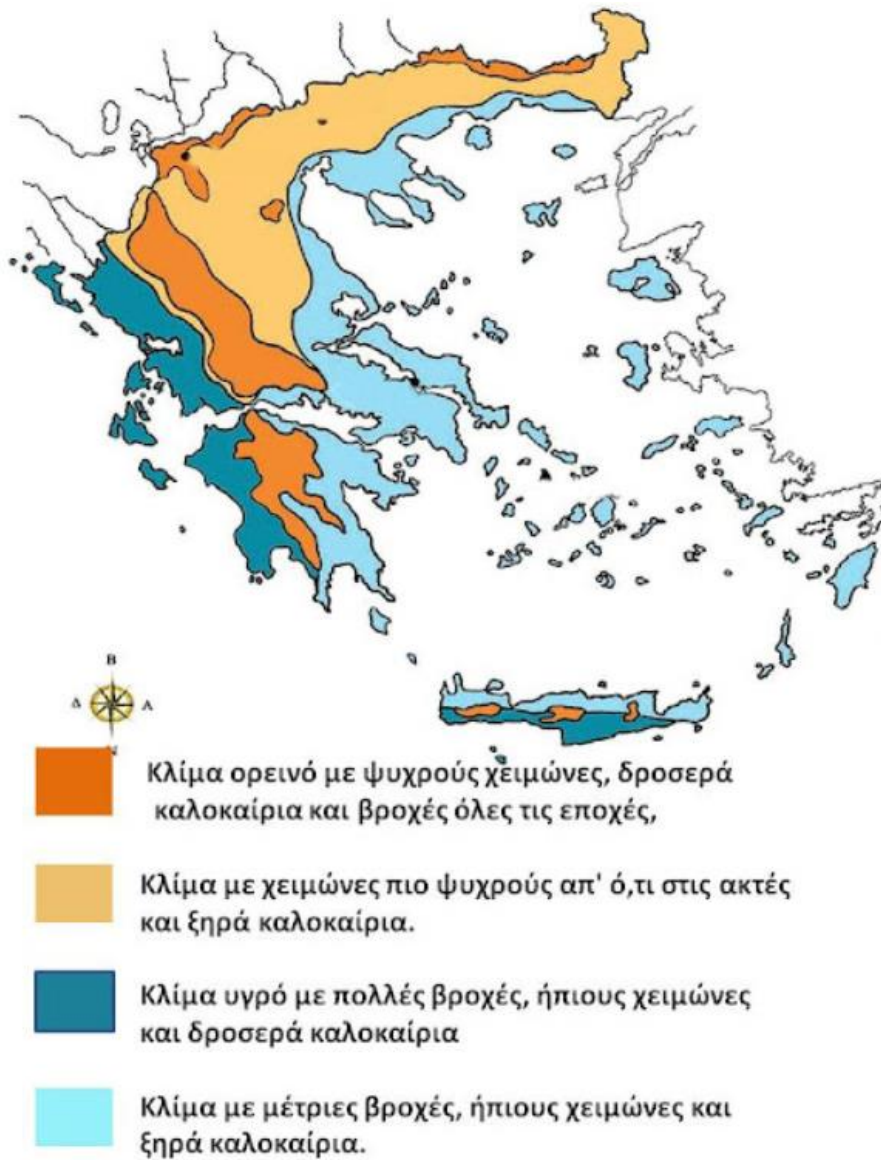 Β
Δ
Α
Κλίμα ορεινό με ψυχρούς χειμώνες, δροσερά
καλοκαίρια και βροχές όλες τις εποχές,
Κλίμα με χειμώνες πιο ψυχρούς απ' ό,τι στις ακτές
και ξηρά καλοκαίρια.
Κλίμα υγρό με πολλές βροχές, ήπιους χειμώνες
και δροσερά καλοκαίρια
Κλίμα με μέτριες βροχές, ήπιους χειμώνες και
ξηρά καλοκαίρια.